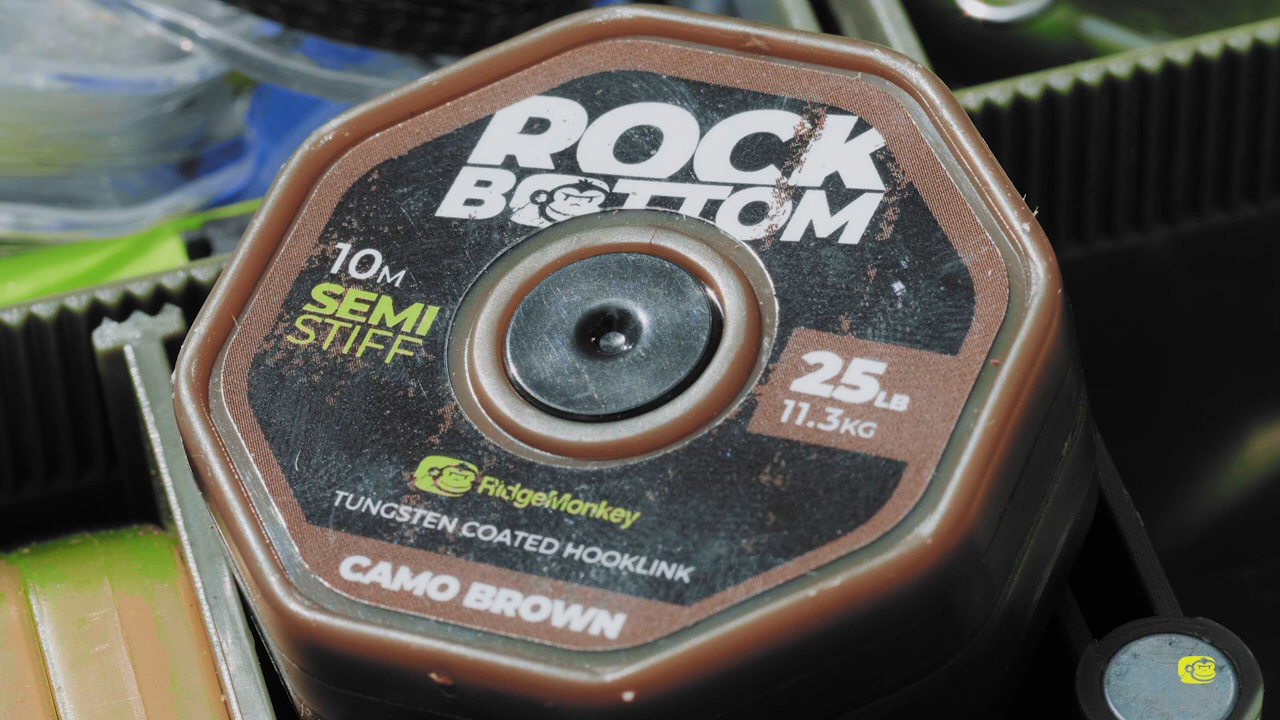 ROCK
BOTTOM
10M
SEMI
STIFF
25LB
11.3KG
RidgeMonkey
TUNGSTEN COATED HOOKLINK
CAMO BROWN